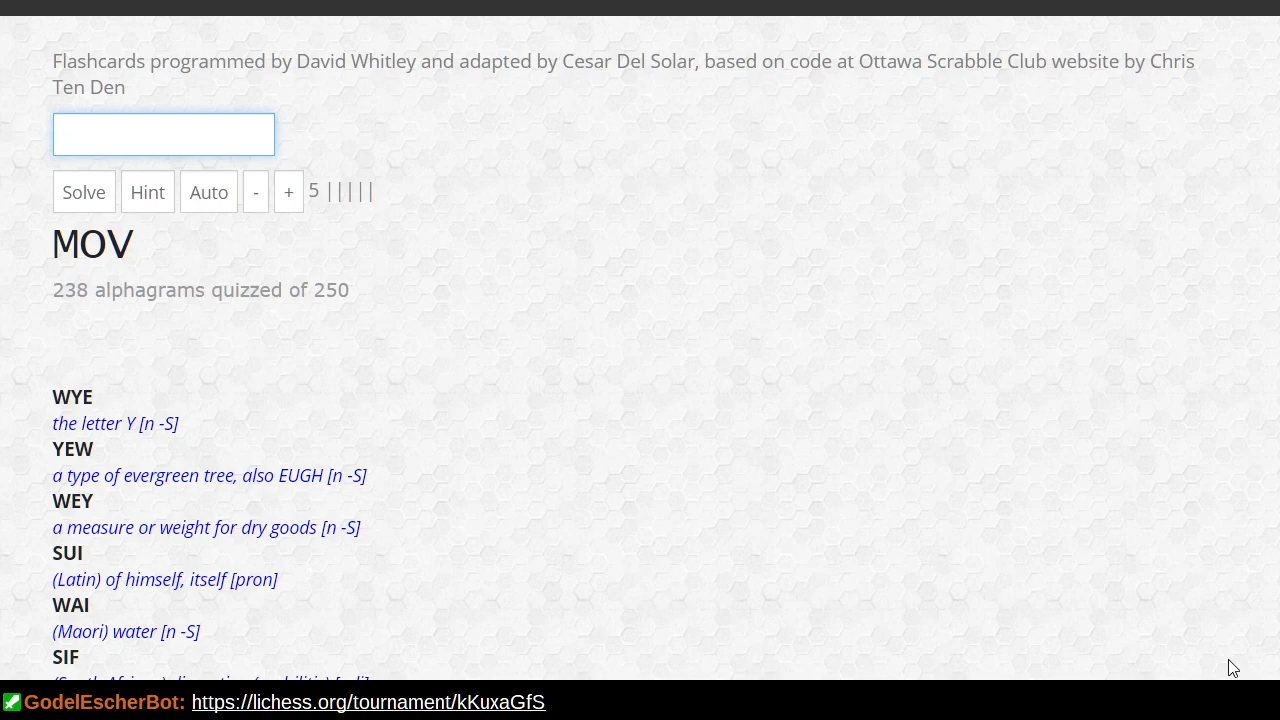 Flashcards programmed by David Whitley and adapted by Cesar Del Solar, based on code at Ottawa Scrabble Club website by Chris
Ten Den
Solve Hint Auto - + 5 |||||
MOV
238 alphagrams quizzed of 250
WYE
the letter Y [n -S]
YEW
a type of evergreen tree, also EUGH [n -S]
WEY
a measure or weight for dry goods [n -S]
SUI
(Latin) of himself, itself [pron]
WAI
(Maori) water [n -S]
SIF
GodelEscherBot: https://lichess.org/tournament/kKuxaGfS